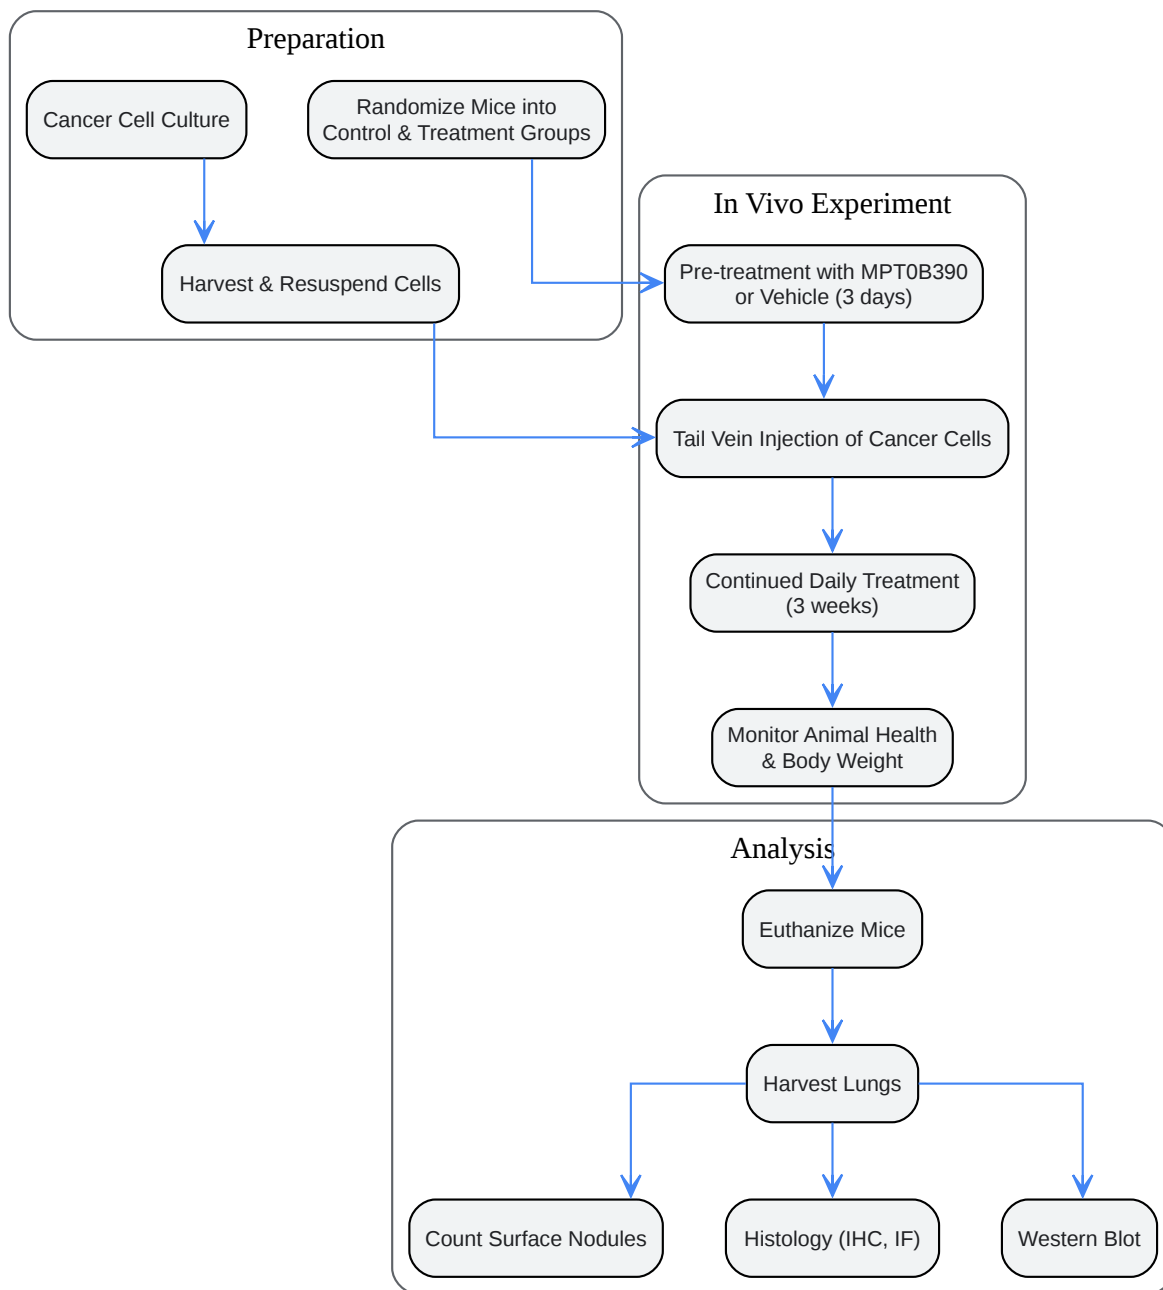 Preparation
Cancer Cell Culture
Randomize Mice into
Control & Treatment Groups
Harvest & Resuspend Cells
In Vivo Experiment
Pre-treatment with MPT0B390
or Vehicle (3 days)
Tail Vein Injection of Cancer Cells
Continued Daily Treatment
(3 weeks)
Monitor Animal Health
& Body Weight
Analysis
Euthanize Mice
Harvest Lungs
Count Surface Nodules
Histology (IHC, IF)
Western Blot